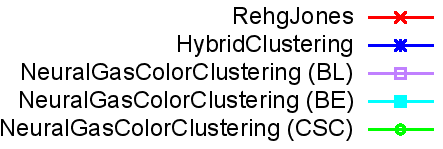 RehgJones
HybridClustering
NeuralGasColorClustering (BL)
NeuralGasColorClustering (BE)
NeuralGasColorClustering (CSC)